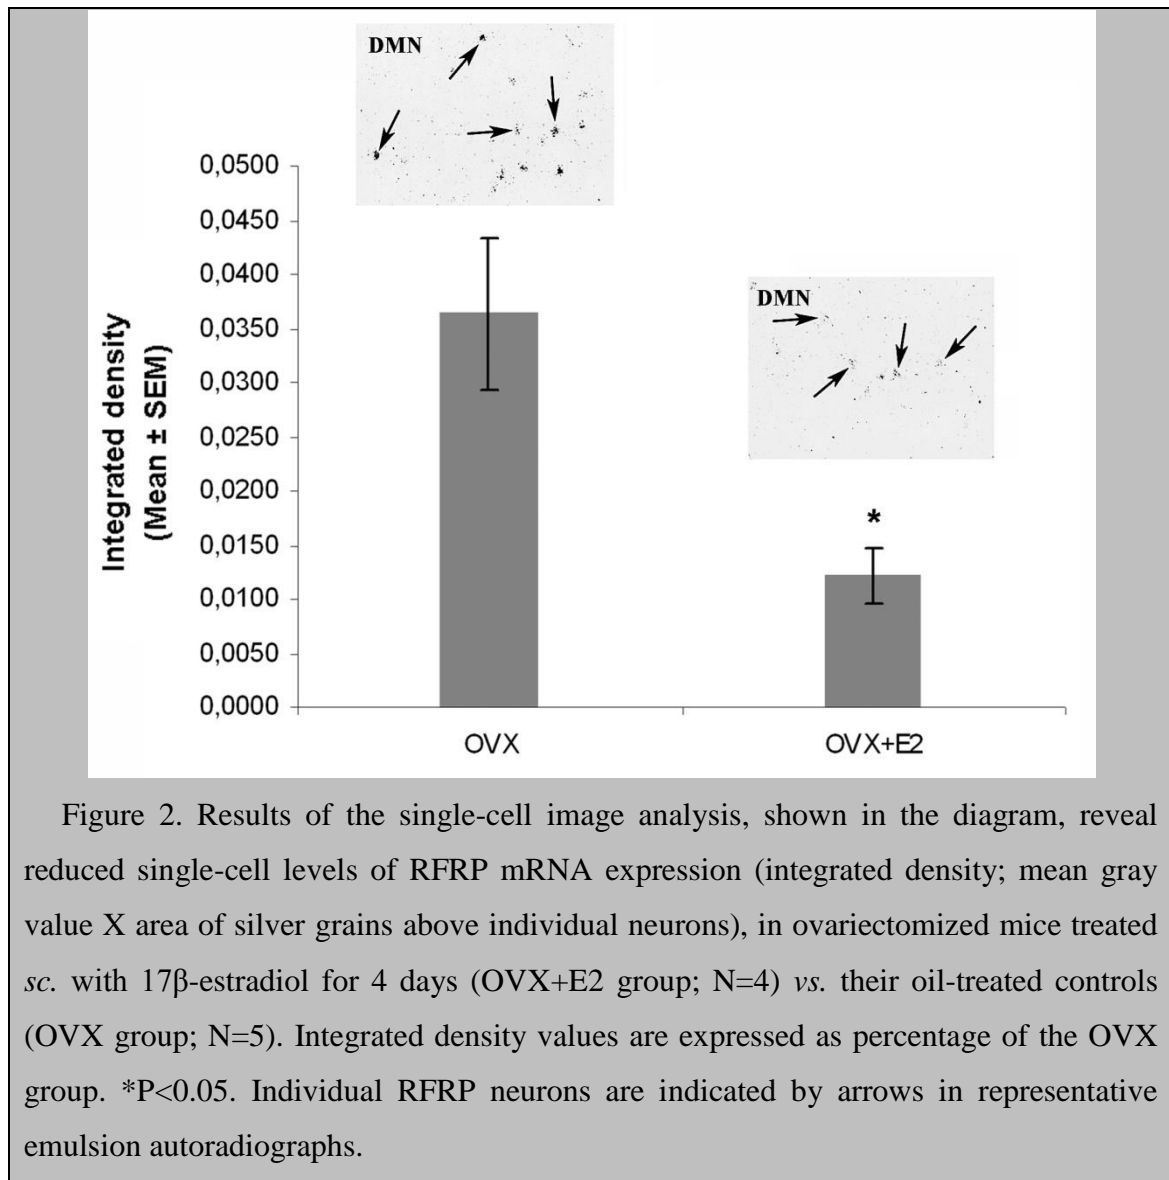 DMN
0,0500
0,0450
0,0400
0,0350
0,0300
0,0250
0,0200
0,0150
0,0100
0,0050
0,0000
Integrated density
(Mean ± SEM)
DMN
*
OVX
OVX+E2
Figure 2. Results of the single-cell image analysis, shown in the diagram, reveal
reduced single-cell levels of RFRP mRNA expression (integrated density; mean gray
value X area of silver grains above individual neurons), in ovariectomized mice treated
sc. with 17β-estradiol for 4 days (OVX+E2 group; N=4) vs. their oil-treated controls
(OVX group; N=5). Integrated density values are expressed as percentage of the OVX
group. *P<0.05. Individual RFRP neurons are indicated by arrows in representative
emulsion autoradiographs.